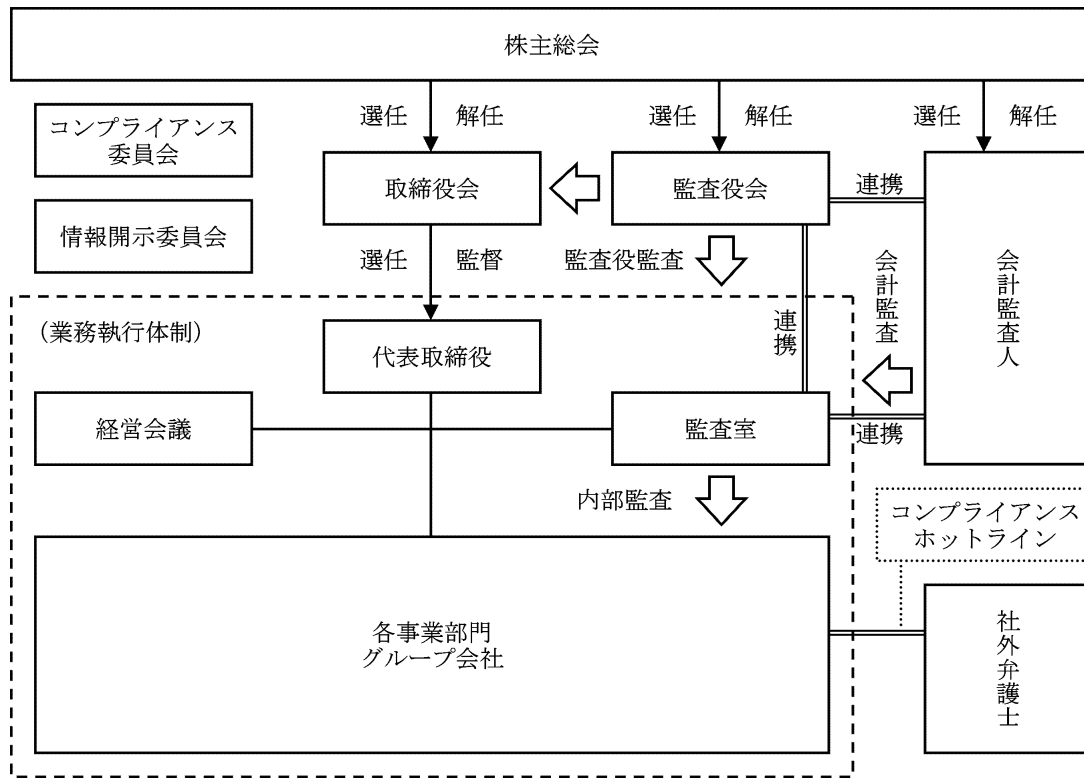 株主総会
選任 解任
選任 解任
選任 解任
コンプライアンス
委員会
取締役会
監査役会
連携
情報開示委員会
選任 監督
監査役監査
会計監査
会計監査人
(業務執行体制)
代表取締役
連携
経営会議
監査室
連携
内部監査
コンプライアンス
ホットライン
各事業部門
グループ会社
社外弁護士